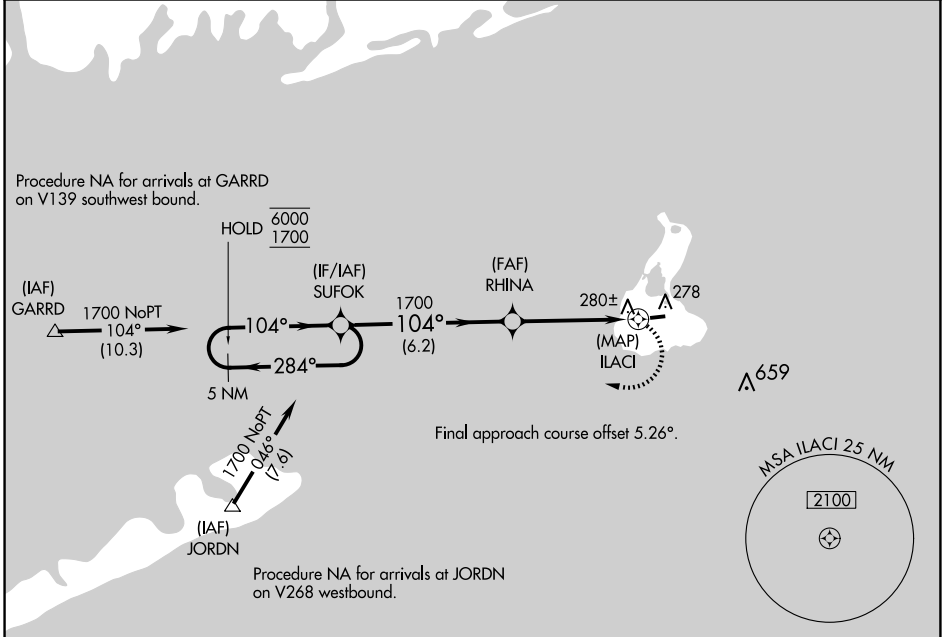 Procedure NA for arrivals at GARRD
on V139 southwest bound.
HOLD 6000
1700
(IAF)
GARRD
1700 NoPT
104°
(10.3)
104°
284°
5 NM
(IF/IAF)
SUFOK
1700
104°
(6.2)
(FAF)
RHINA
280±
278
(MAP)
ILACI
659
1700 NoPT
046°
(7.6)
(IAF)
JORDN
Final approach course offset 5.26°.
Procedure NA for arrivals at JORDN
on V268 westbound.
MSA ILACI 25 NM
2100